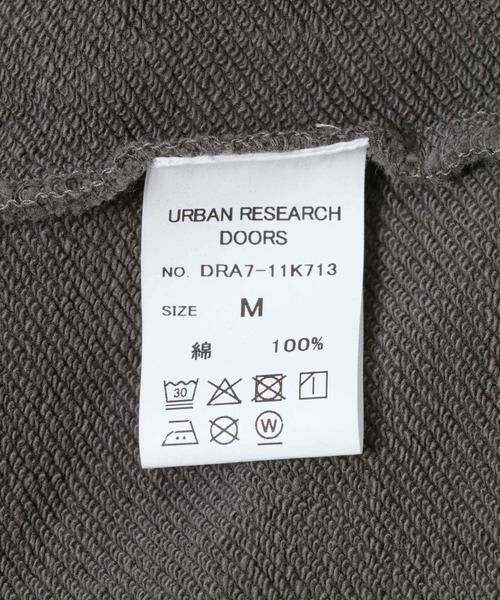 URBAN RESEARCH
DOORS
NO. DRA7-11K713
SIZE M
綿 100%
30
W